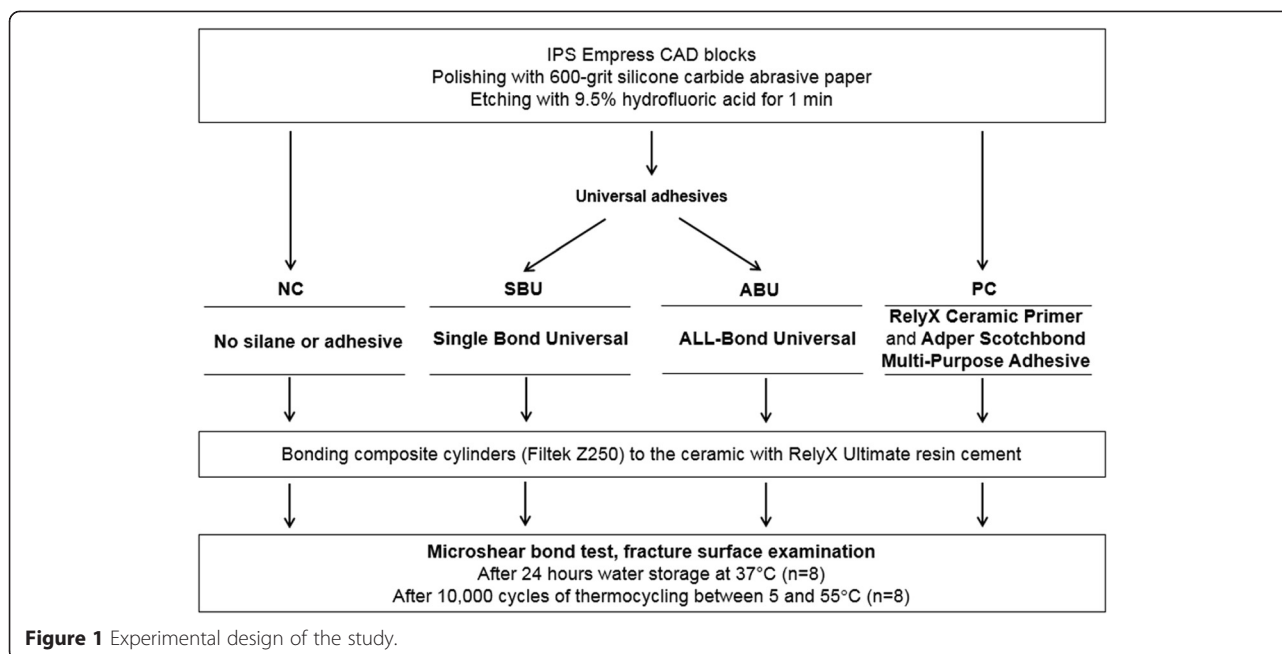 IPS Empress CAD blocks
Polishing with 600-grit silicone carbide abrasive paper
Etching with 9.5% hydrofluoric acid for 1 min
Universal adhesives
NC
SBU
ABU
PC
No silane or adhesive
Single Bond Universal
ALL-Bond Universal
RelyX Ceramic Primer
and Adper Scotchbond
Multi-Purpose Adhesive
Bonding composite cylinders (Filtek Z250) to the ceramic with RelyX Ultimate resin cement
Microshear bond test, fracture surface examination
After 24 hours water storage at 37°C (n=8)
After 10,000 cycles of thermocycling between 5 and 55°C (n=8)
Figure 1 Experimental design of the study.